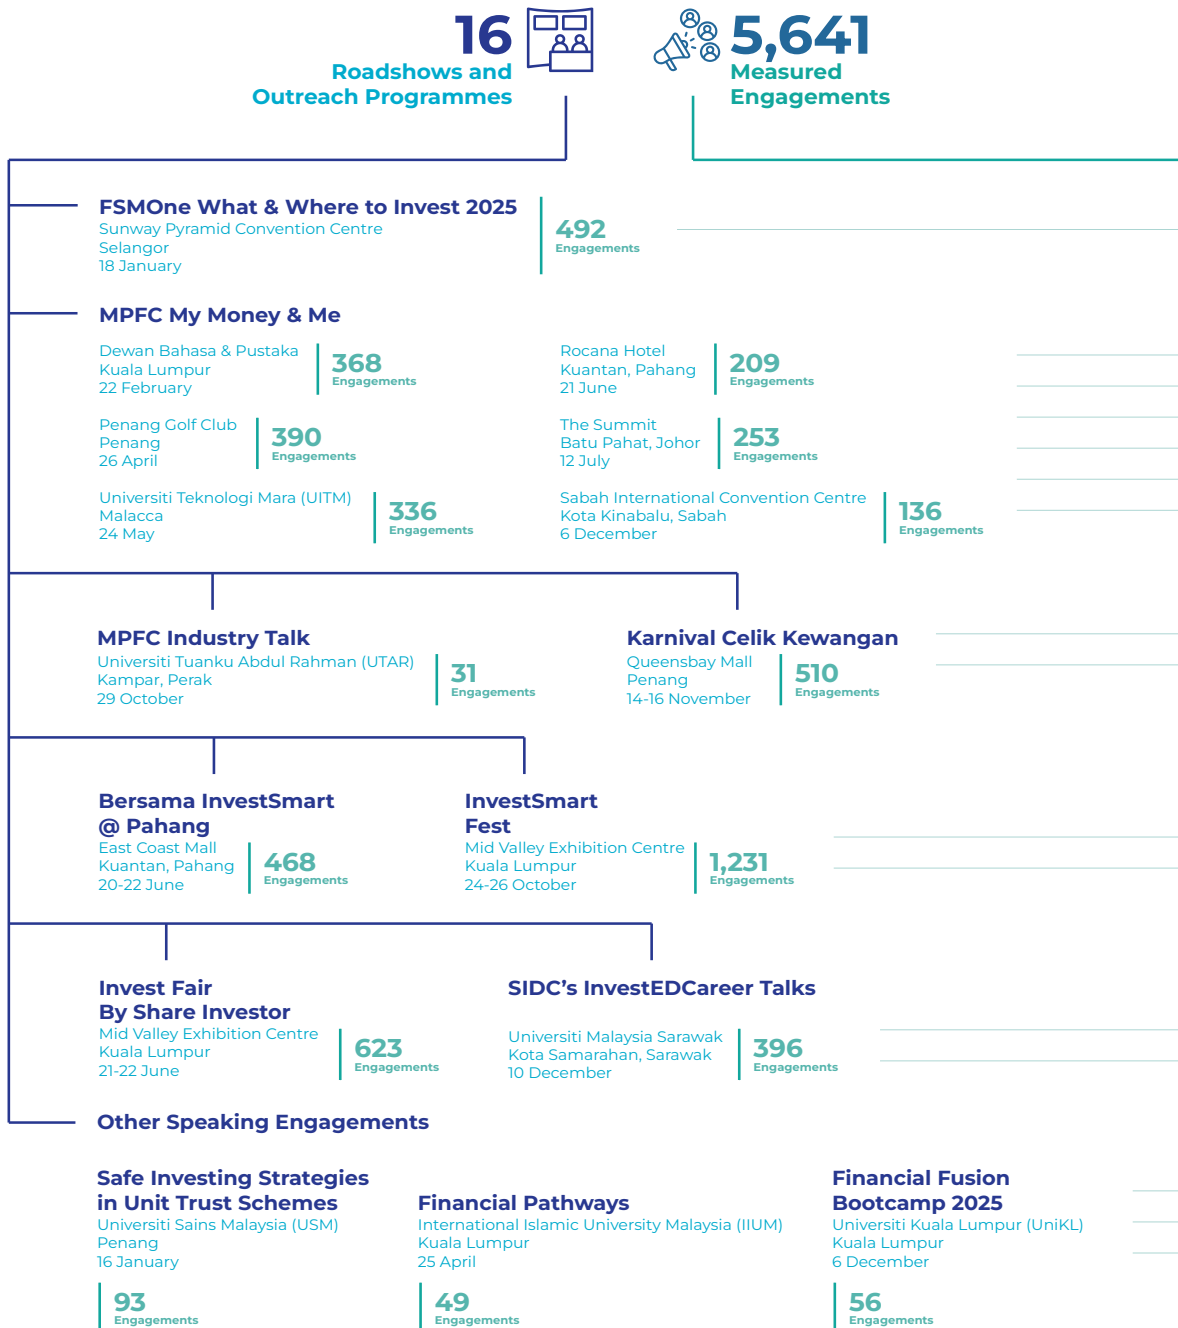 16
Roadshows and
Outreach Programmes
5,641
Measured
Engagements
FSMOne What & Where to Invest 2025
Sunway Pyramid Convention Centre
Selangor
18 January
492
Engagements
MPFC My Money & Me
Dewan Bahasa & Pustaka
Kuala Lumpur
22 February
368
Engagements
Rocana Hotel
Kuantan, Pahang
21 June
209
Engagements
Penang Golf Club
Penang
26 April
390
Engagements
The Summit
Batu Pahat, Johor
12 July
253
Engagements
Universiti Teknologi Mara (UITM)
Malacca
24 May
336
Engagements
Sabah International Convention Centre
Kota Kinabalu, Sabah
6 December
136
Engagements
MPFC Industry Talk
Universiti Tuanku Abdul Rahman (UTAR)
Kampar, Perak
29 October
31
Engagements
Karnival Celik Kewangan
Queensbay Mall
Penang
14-16 November
510
Engagements
Bersama InvestSmart
@ Pahang
East Coast Mall
Kuantan, Pahang
20-22 June
468
Engagements
InvestSmart
Fest
Mid Valley Exhibition Centre
Kuala Lumpur
24-26 October
1,231
Engagements
Invest Fair
By Share Investor
Mid Valley Exhibition Centre
Kuala Lumpur
21-22 June
623
Engagements
SIDC's InvestEDCareer Talks
Universiti Malaysia Sarawak
Kota Samarahan, Sarawak
10 December
396
Engagements
Other Speaking Engagements
Safe Investing Strategies
in Unit Trust Schemes
Universiti Sains Malaysia (USM)
Penang
16 January
93
Engagements
Financial Pathways
International Islamic University Malaysia (IIUM)
Kuala Lumpur
25 April
49
Engagements
Financial Fusion
Bootcamp 2025
Universiti Kuala Lumpur (UniKL)
Kuala Lumpur
6 December
56
Engagements